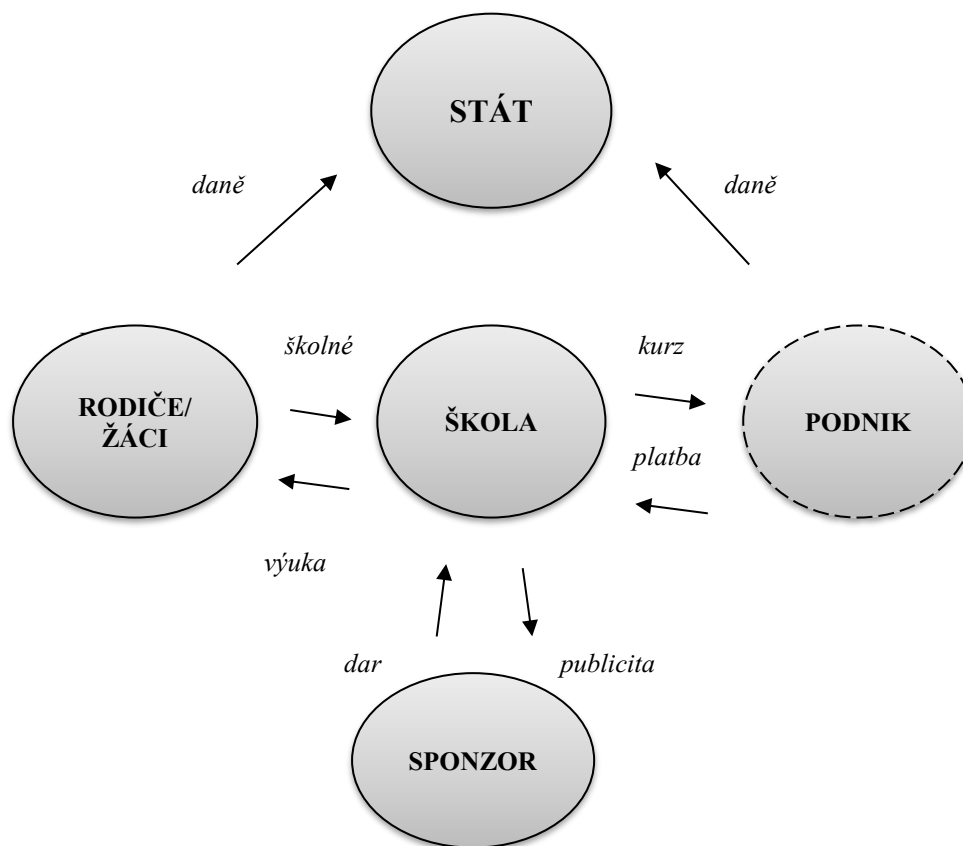 STÁT
daně
daně
školné
kurz
RODIČE/
ŽÁCI
ŠKOLA
PODNIK
platba
výuka
dar
publicita
SPONZOR